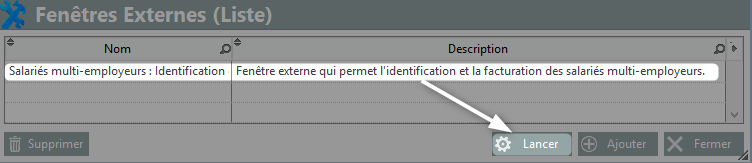 Fenêtres Externes (Liste)
Nom Description
Salariés multi-employeurs : Identification Fenêtre externe qui permet l'identification et la facturation des salariés multi-employeurs.
Supprimer Lancer Ajouter Fermer